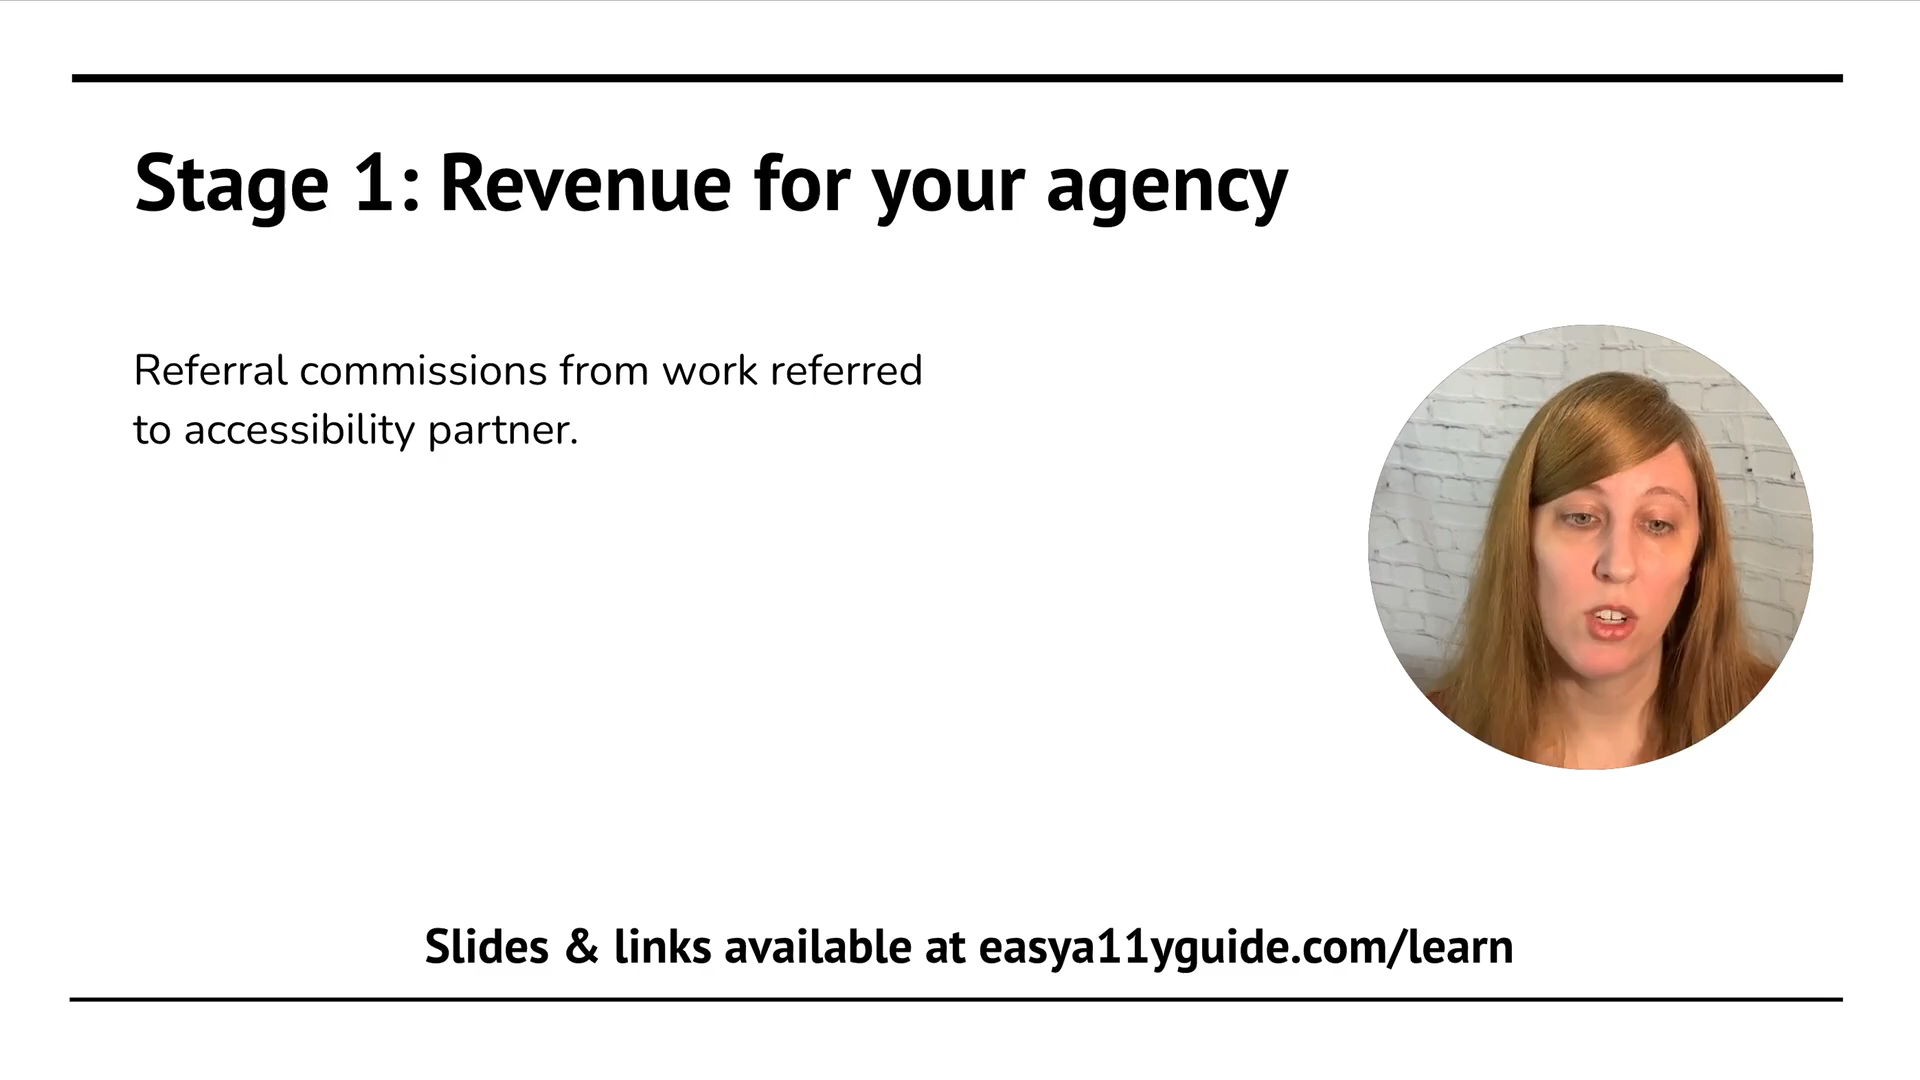 Stage 1: Revenue for your agency
Referral commissions from work referred
to accessibility partner.
Slides & links available at easya11yguide.com/learn